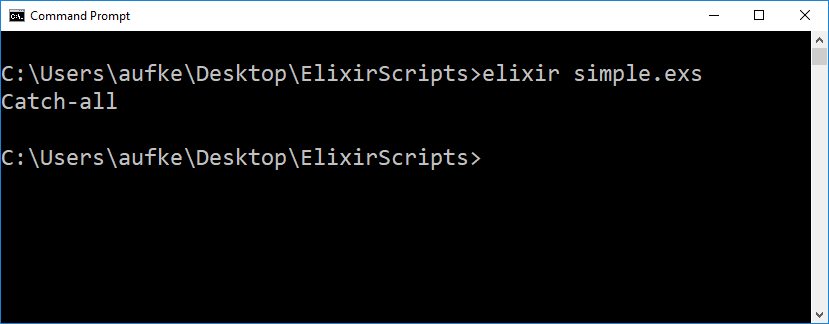 Command Prompt
C:\Users\aufke\Desktop\ElixirScripts>elixir simple.exs
Catch-all
C:\Users\aufke\Desktop\ElixirScripts>